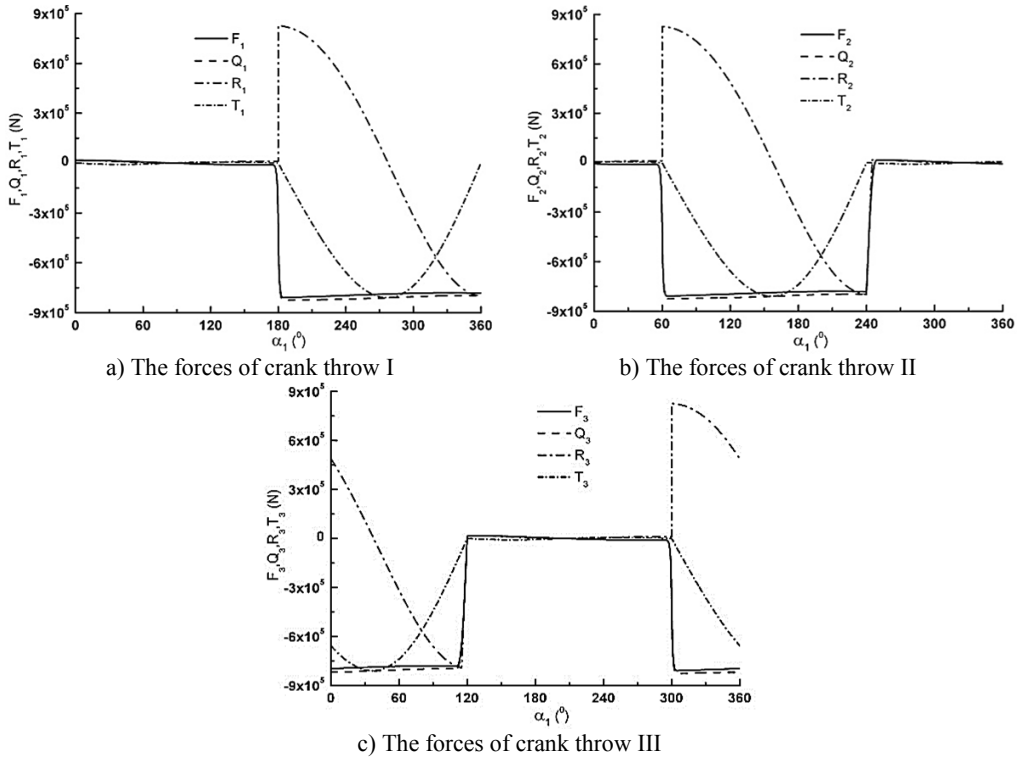 9x10⁵
6x10⁵
3x10⁵
0
-3x10⁵
-6x10⁵
-9x10⁵
F₁,Q₁,R₁,T₁ (N)
F₁
Q₁
R₁
T₁
0 60 120 180 240 300 360
α₁ (⁰)
a) The forces of crank throw I
9x10⁵
6x10⁵
3x10⁵
0
-3x10⁵
-6x10⁵
-9x10⁵
F₂,Q₂,R₂,T₂ (N)
F₂
Q₂
R₂
T₂
0 60 120 180 240 300 360
α₁ (⁰)
b) The forces of crank throw II
9x10⁵
6x10⁵
3x10⁵
0
-3x10⁵
-6x10⁵
-9x10⁵
F₃,Q₃,R₃,T₃ (N)
F₃
Q₃
R₃
T₃
0 60 120 180 240 300 360
α₁ (⁰)
c) The forces of crank throw III